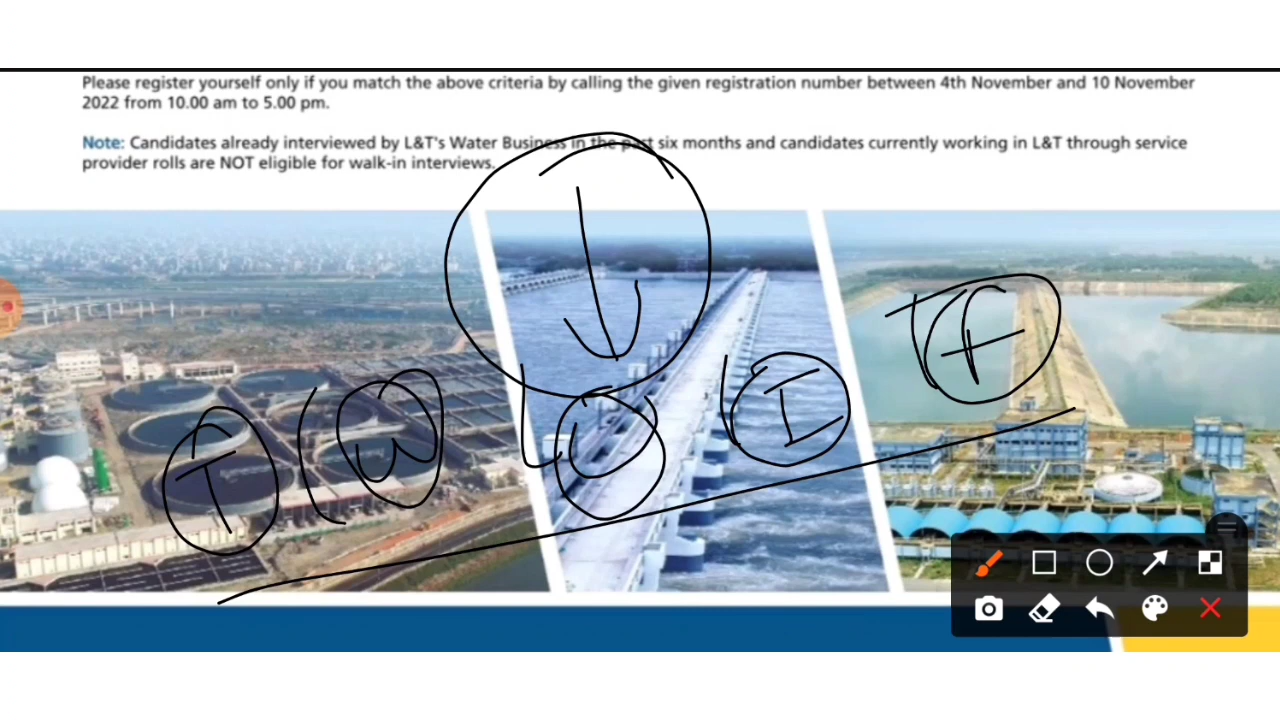 Please register yourself only if you match the above criteria by calling the given registration number between 4th November and 10 November
2022 from 10.00 am to 5.00 pm.
Note: Candidates already interviewed by L&T's Water Business in the past six months and candidates currently working in L&T through service
provider rolls are NOT eligible for walk-in interviews.
T W U I F